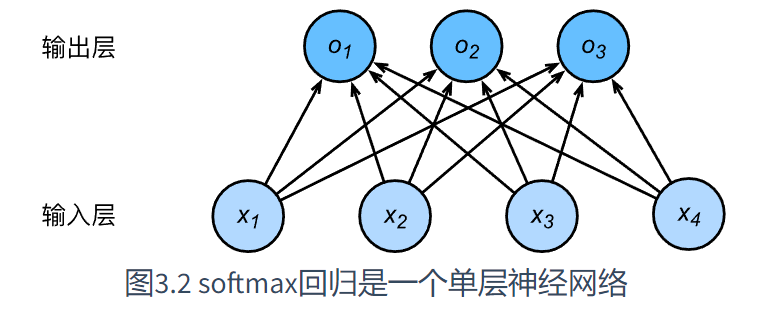 输出层 o1 o2 o3
输入层 x1 x2 x3 x4
图3.2 softmax回归是一个单层神经网络